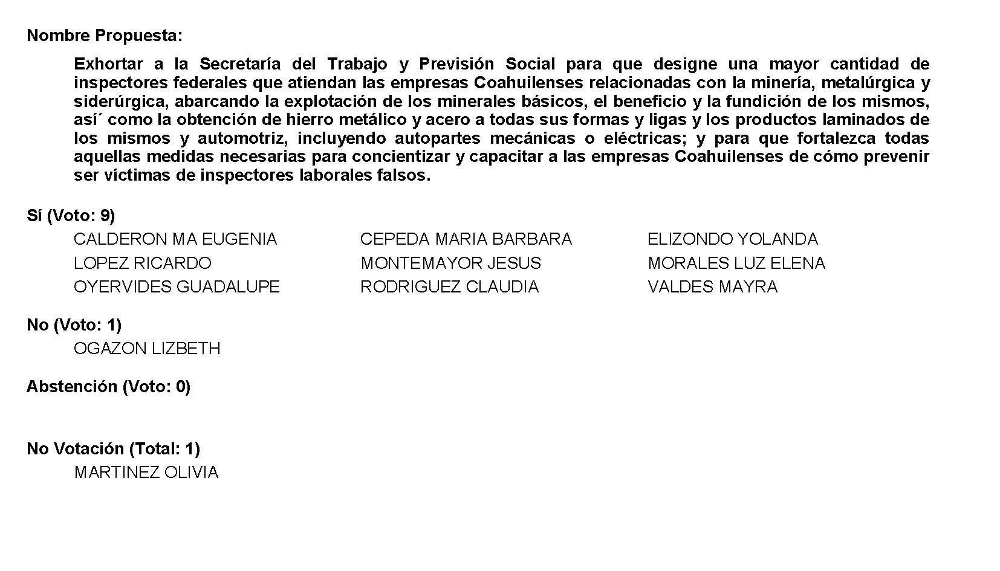 Nombre Propuesta:
Exhortar a la Secretaría del Trabajo y Previsión Social para que designe una mayor cantidad de
inspectores federales que atiendan las empresas Coahuilenses relacionadas con la minería, metalúrgica y
siderúrgica, abarcando la explotación de los minerales básicos, el beneficio y la fundición de los mismos,
así´ como la obtención de hierro metálico y acero a todas sus formas y ligas y los productos laminados de
los mismos y automotriz, incluyendo autopartes mecánicas o eléctricas; y para que fortalezca todas
aquellas medidas necesarias para concientizar y capacitar a las empresas Coahuilenses de cómo prevenir
ser víctimas de inspectores laborales falsos.
Sí (Voto: 9)
CALDERON MA EUGENIA CEPEDA MARIA BARBARA ELIZONDO YOLANDA
LOPEZ RICARDO MONTEMAYOR JESUS MORALES LUZ ELENA
OYERVIDES GUADALUPE RODRIGUEZ CLAUDIA VALDES MAYRA
No (Voto: 1)
OGAZON LIZBETH
Abstención (Voto: 0)
No Votación (Total: 1)
MARTINEZ OLIVIA